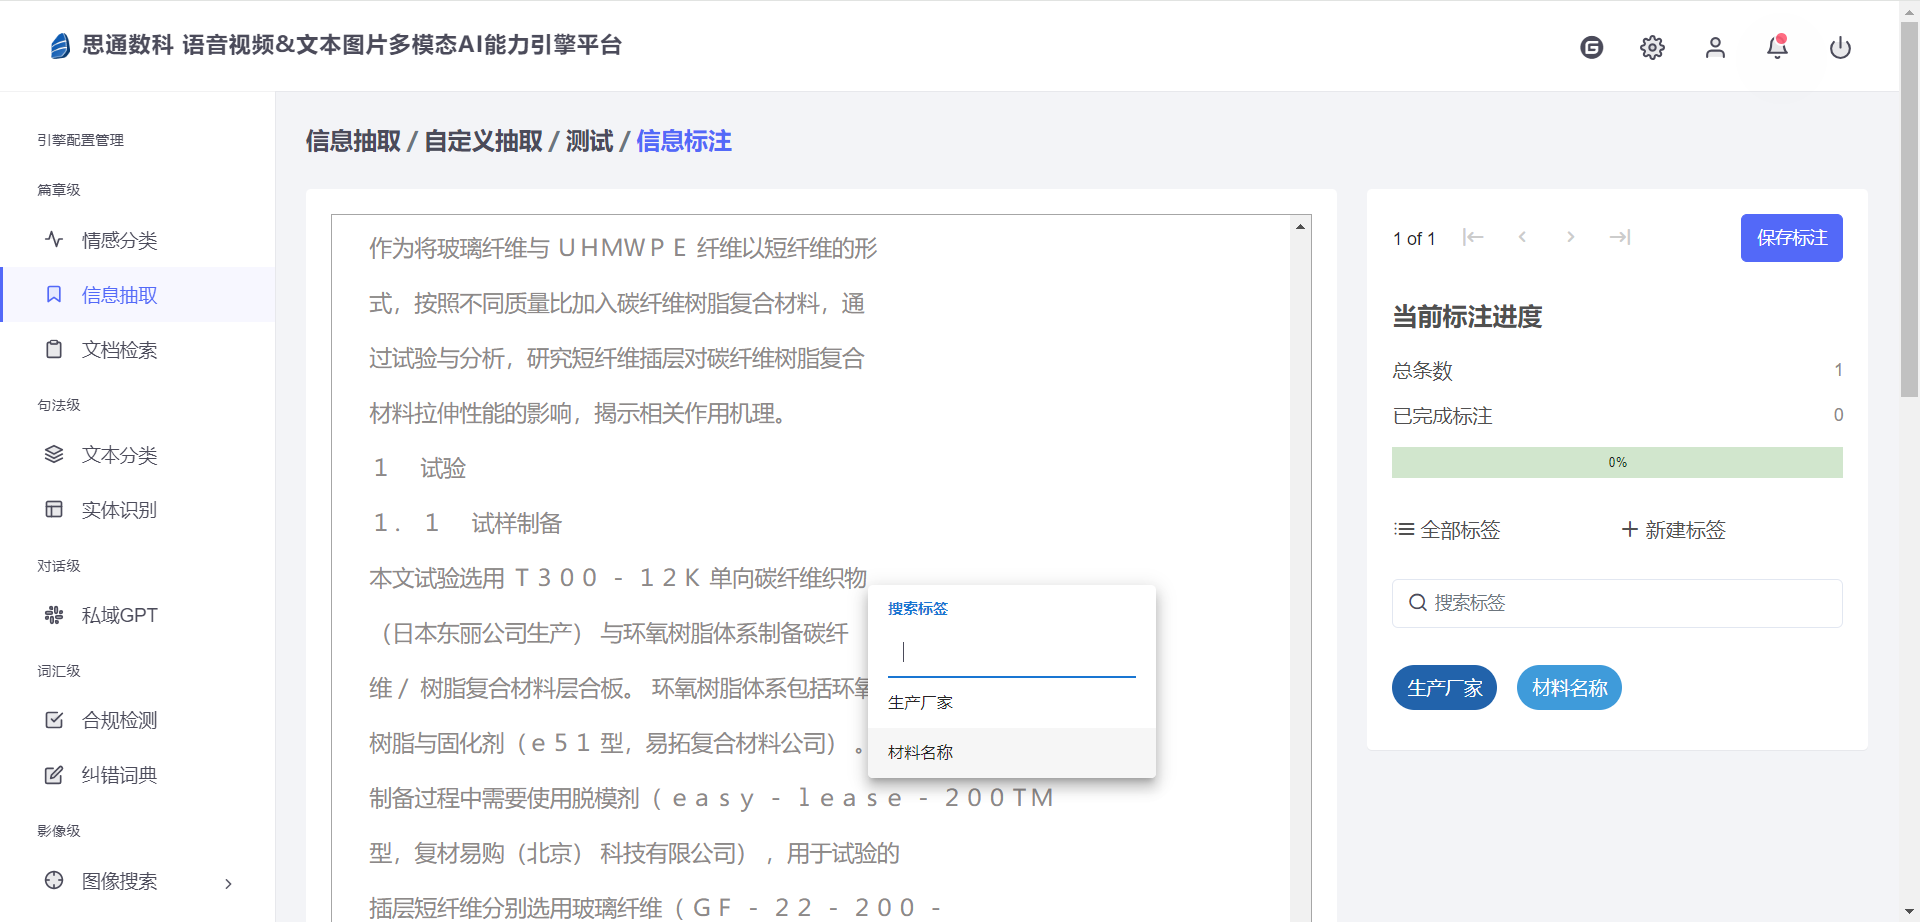 思通数科 语音视频&文本图片多模态AI能力引擎平台
引擎配置管理
篇章级
情感分类
信息抽取
文档检索
句法级
文本分类
实体识别
对话级
私域GPT
词汇级
合规检测
纠错词典
影像级
图像搜索
信息抽取 / 自定义抽取 / 测试 / 信息标注
作为将玻璃纤维与 UHMWPE 纤维以短纤维的形
式，按照不同质量比加入碳纤维树脂复合材料，通
过试验与分析，研究短纤维插层对碳纤维树脂复合
材料拉伸性能的影响，揭示相关作用机理。
1 试验
1. 1 试样制备
本文试验选用 T300 - 12K 单向碳纤维织物
（日本东丽公司生产） 与环氧树脂体系制备碳纤
维 / 树脂复合材料层合板。 环氧树脂体系包括环氧
树脂与固化剂（e51 型，易拓复合材料公司） 。
制备过程中需要使用脱模剂（easy - lease - 200TM
型，复材易购（北京） 科技有限公司） ，用于试验的
插层短纤维分别选用玻璃纤维（GF - 22 - 200 -
搜索标签
生产厂家
材料名称
1 of 1
保存标注
当前标注进度
总条数 1
已完成标注 0
0%
全部标签 新建标签
搜索标签
生产厂家 材料名称